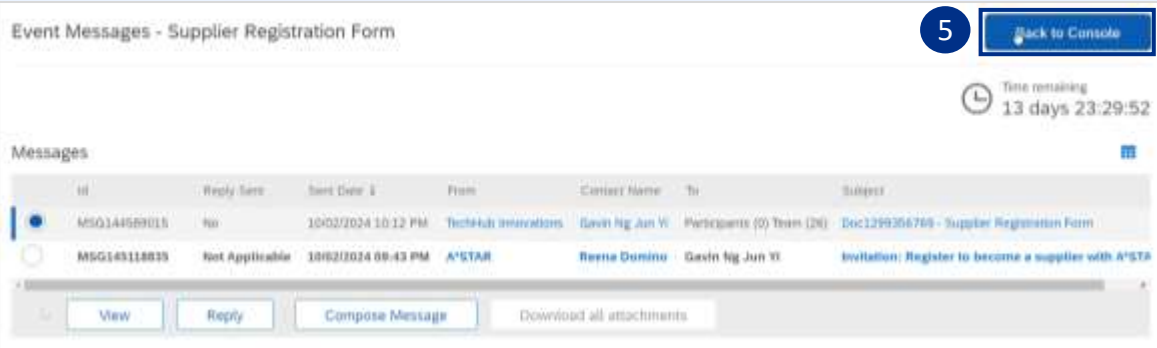 Event Messages - Supplier Registration Form
5
Back to Console
Time remaining
13 days 23:29:52
Messages
Id Reply Sent Sent Date ↓ From Contact Name To Subject
No 10/02/2024 10:12 PM TechHub Innovations Gavin Ng Jun Yi Participants (0) Team (26) Supplier Registration Form
MSG145118835 Not Applicable 10/02/2024 09:43 PM A*STAR Reena Domino Gavin Ng Jun Yi Invitation: Register to become a supplier with A*STA
View Reply Compose Message Download all attachments